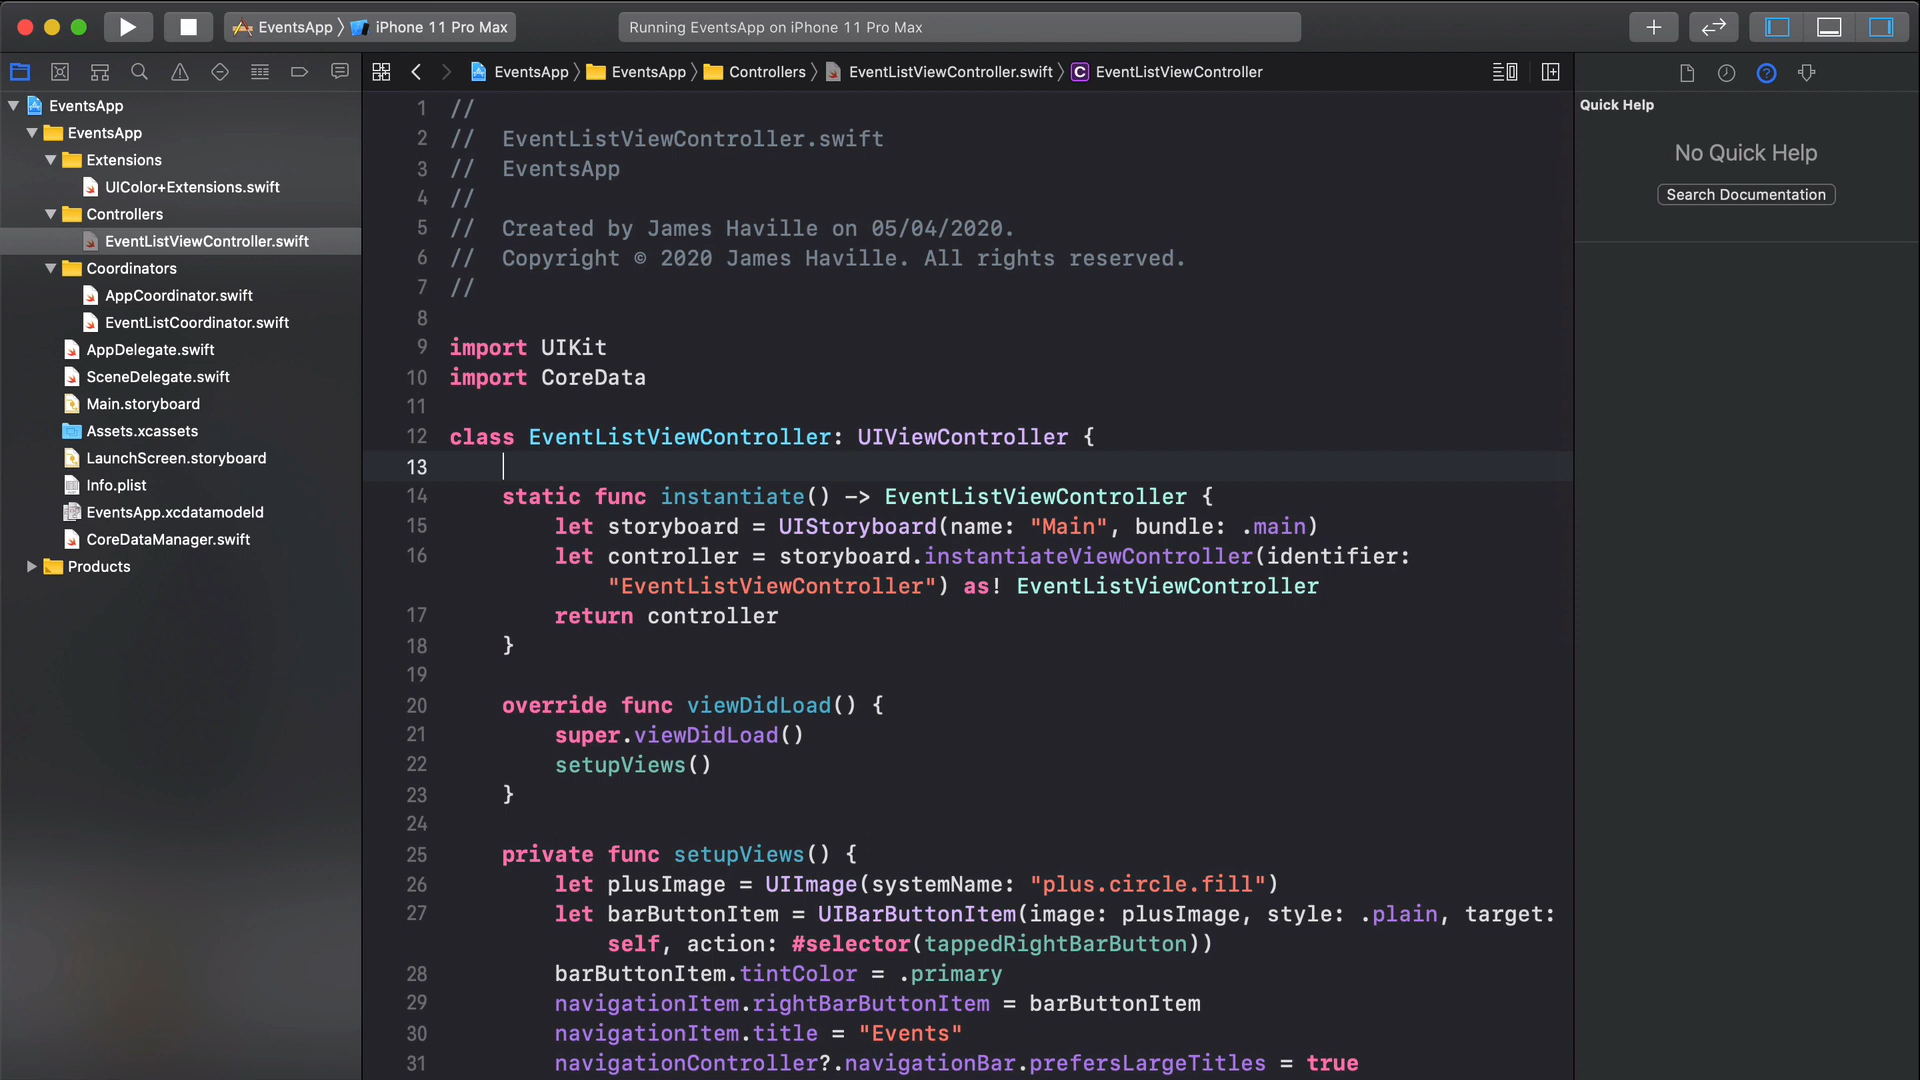 EventsApp 〉 iPhone 11 Pro Max
Running EventsApp on iPhone 11 Pro Max
EventsApp 〉 EventsApp 〉 Controllers 〉 EventListViewController.swift 〉 C EventListViewController
EventsApp
EventsApp
Extensions
UIColor+Extensions.swift
Controllers
EventListViewController.swift
Coordinators
AppCoordinator.swift
EventListCoordinator.swift
AppDelegate.swift
SceneDelegate.swift
Main.storyboard
Assets.xcassets
LaunchScreen.storyboard
Info.plist
EventsApp.xcdatamodeld
CoreDataManager.swift
Products
1 //
2 //  EventListViewController.swift
3 //  EventsApp
4 //
5 //  Created by James Haville on 05/04/2020.
6 //  Copyright © 2020 James Haville. All rights reserved.
7 //
8
9 import UIKit
10 import CoreData
11
12 class EventListViewController: UIViewController {
13
14     static func instantiate() -> EventListViewController {
15         let storyboard = UIStoryboard(name: "Main", bundle: .main)
16         let controller = storyboard.instantiateViewController(identifier:
            "EventListViewController") as! EventListViewController
17         return controller
18     }
19
20     override func viewDidLoad() {
21         super.viewDidLoad()
22         setupViews()
23     }
24
25     private func setupViews() {
26         let plusImage = UIImage(systemName: "plus.circle.fill")
27         let barButtonItem = UIBarButtonItem(image: plusImage, style: .plain, target:
            self, action: #selector(tappedRightBarButton))
28         barButtonItem.tintColor = .primary
29         navigationItem.rightBarButtonItem = barButtonItem
30         navigationItem.title = "Events"
31         navigationController?.navigationBar.prefersLargeTitles = true
Quick Help
No Quick Help
Search Documentation